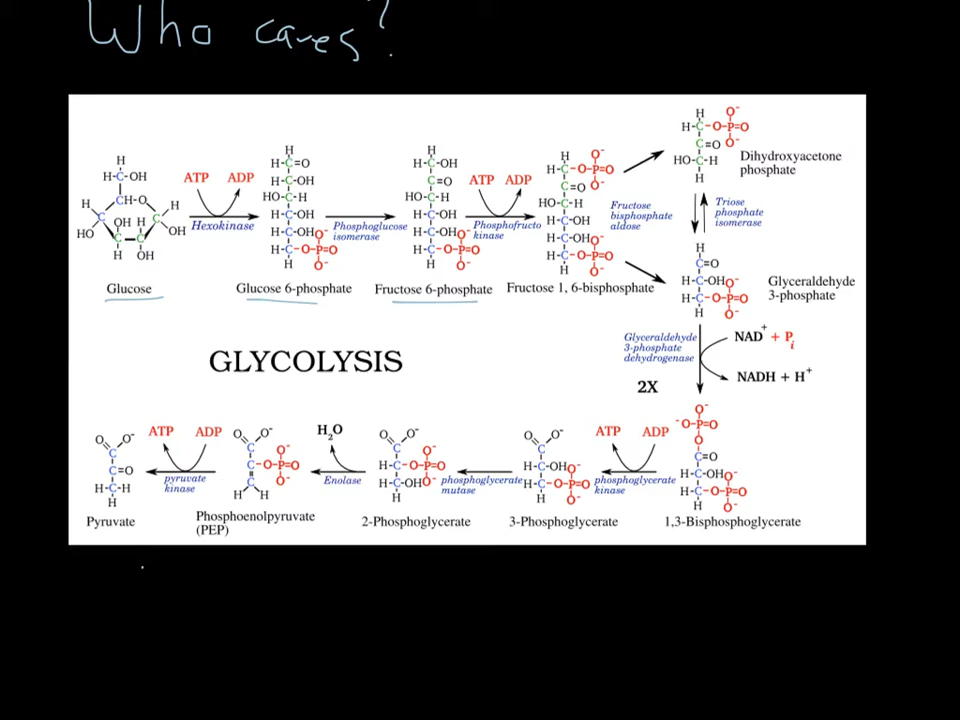 Who cares?
ATP ADP
Hexokinase
Glucose
Glucose 6-phosphate
Phosphoglucose
isomerase
Fructose 6-phosphate
ATP ADP
Phosphofructo
kinase
Fructose 1, 6-bisphosphate
Fructose
bisphosphate
aldose
Dihydroxyacetone
phosphate
Triose
phosphate
isomerase
Glyceraldehyde
3-phosphate
Glyceraldehyde
3-phosphate
dehydrogenase
NAD+ + Pi
NADH + H+
2X
GLYCOLYSIS
1,3-Bisphosphoglycerate
ATP ADP
phosphoglycerate
kinase
3-Phosphoglycerate
phosphoglycerate
mutase
2-Phosphoglycerate
H2O
Enolase
Phosphoenolpyruvate
(PEP)
ATP ADP
pyruvate
kinase
Pyruvate